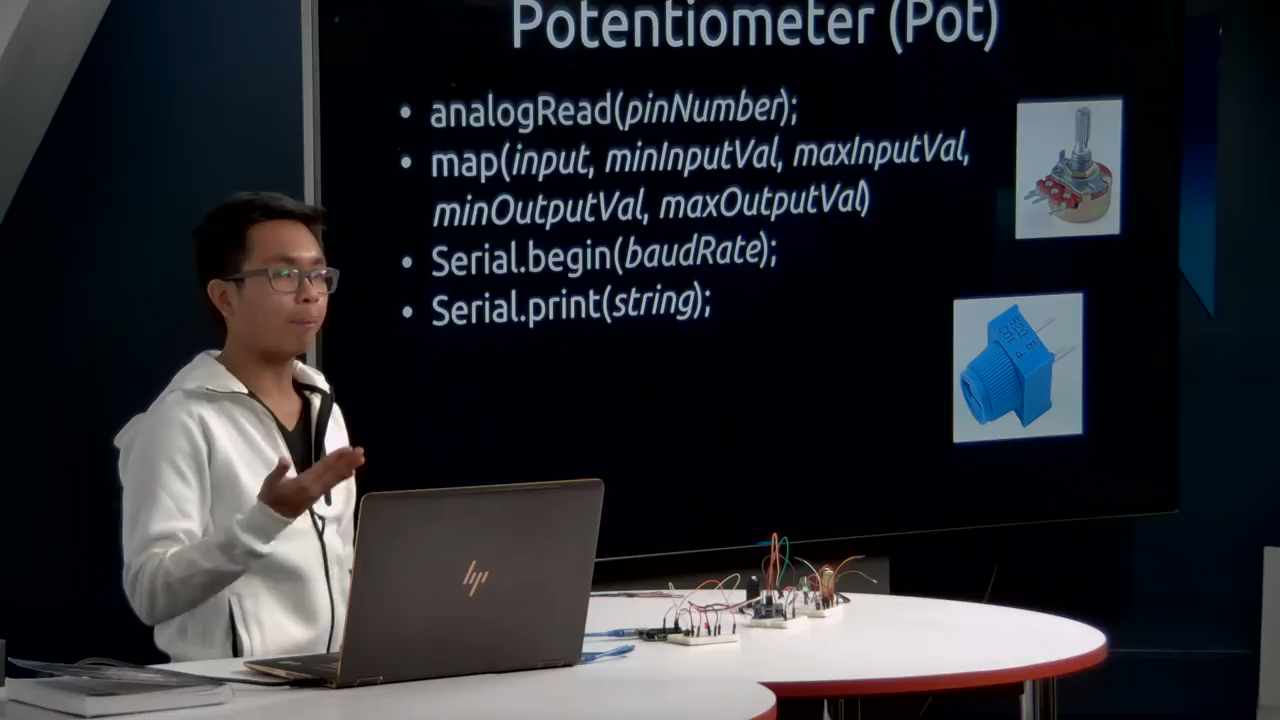 Potentiometer (Pot)
• analogRead(pinNumber);
• map(input, minInputVal, maxInputVal,
minOutputVal, maxOutputVal)
• Serial.begin(baudRate);
• Serial.print(string);
hp